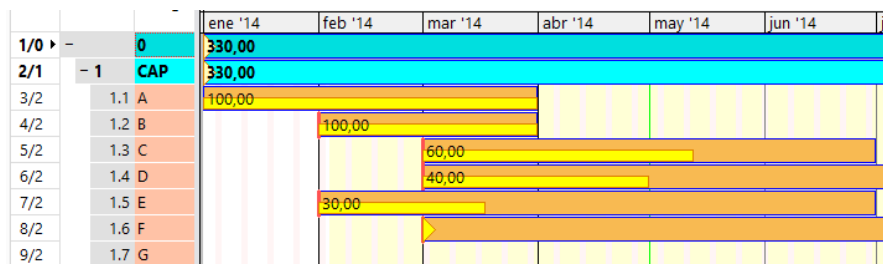 ene '14 feb '14 mar '14 abr '14 may '14 jun '14
1/0 - 0 330,00
2/1 - 1 CAP 330,00
3/2 1.1 A 100,00
4/2 1.2 B 100,00
5/2 1.3 C 60,00
6/2 1.4 D 40,00
7/2 1.5 E 30,00
8/2 1.6 F
9/2 1.7 G